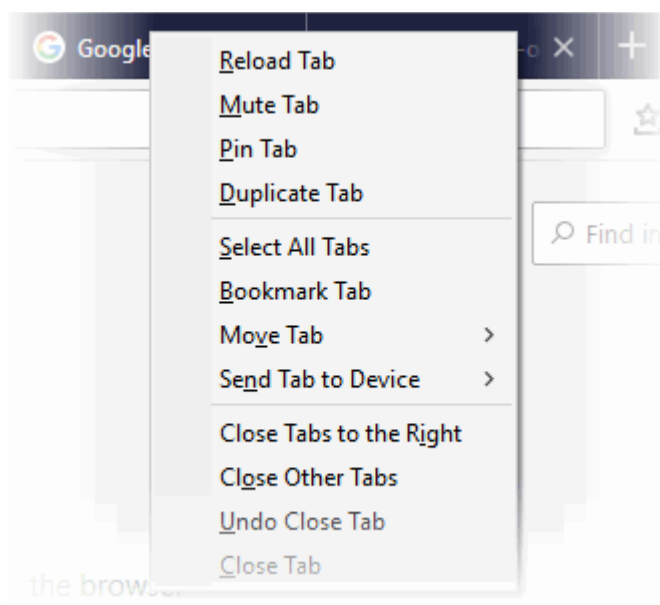 Google
-o
Reload Tab
Mute Tab
Pin Tab
Duplicate Tab
Select All Tabs
Find in
Bookmark Tab
Move Tab
Send Tab to Device
Close Tabs to the Right
Close Other Tabs
Undo Close Tab
Close Tab
the browser